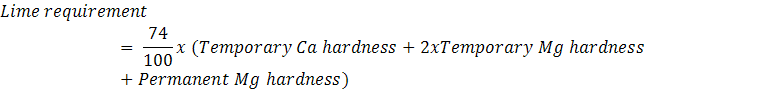 Lime requirement
= 74/100 x (Temporary Ca hardness + 2xTemporary Mg hardness
+ Permanent Mg hardness)